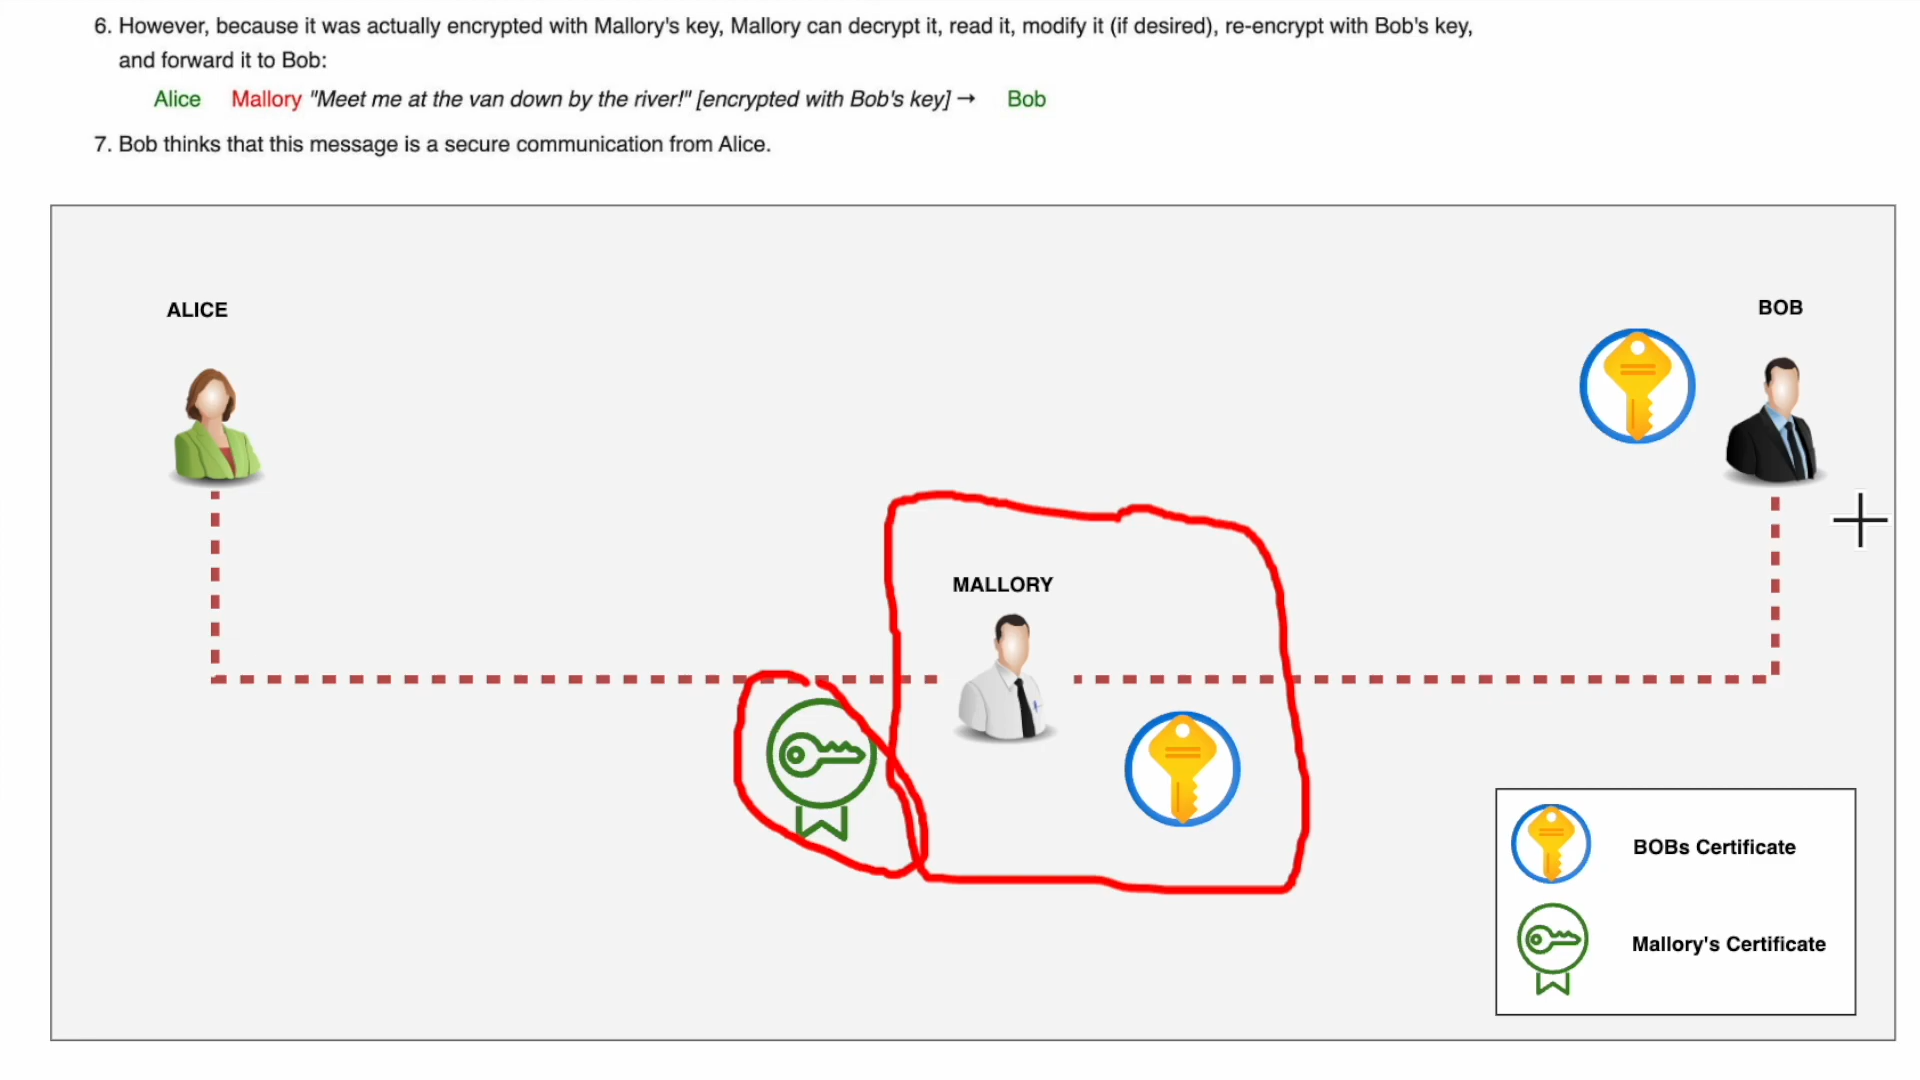 6. However, because it was actually encrypted with Mallory's key, Mallory can decrypt it, read it, modify it (if desired), re-encrypt with Bob's key,
and forward it to Bob:
Alice Mallory "Meet me at the van down by the river!" [encrypted with Bob's key] → Bob
7. Bob thinks that this message is a secure communication from Alice.
ALICE
BOB
MALLORY
BOBs Certificate
Mallory's Certificate